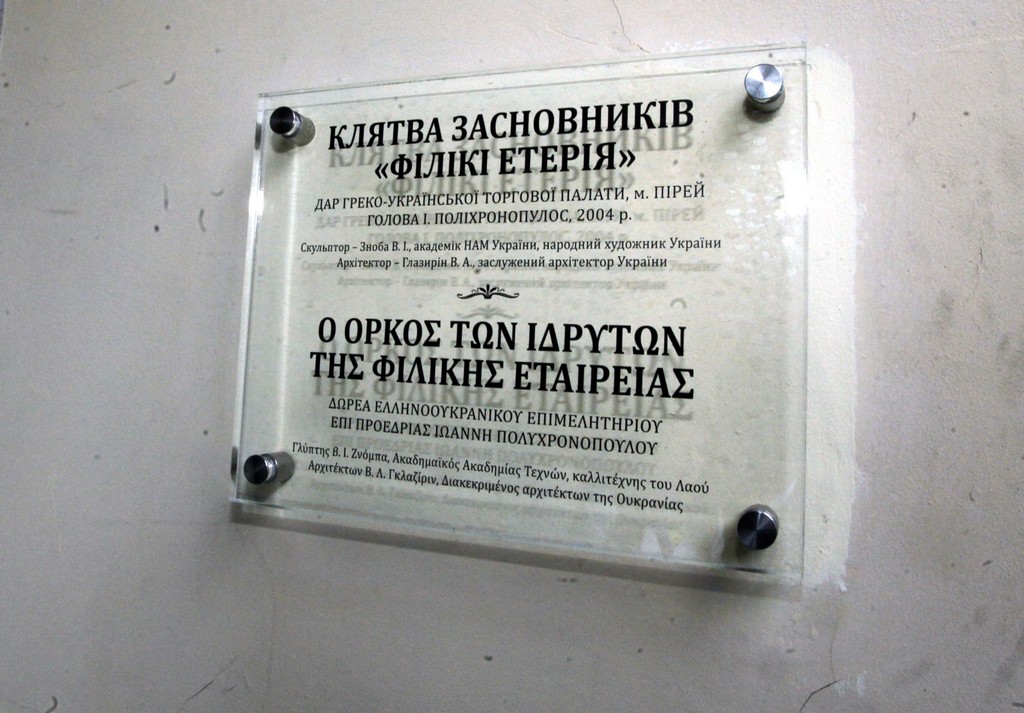 КЛЯТВА ЗАСНОВНИКІВ
«ФІЛІКІ ЕТЕРІЯ»
ДАР ГРЕКО-УКРАЇНСЬКОЇ ТОРГОВОЇ ПАЛАТИ, м. ПІРЕЙ
ГОЛОВА І. ПОЛІХРОНОПУЛОС, 2004 р.
Скульптор – Зноба В. І., академік НАМ України, народний художник України
Архітектор – Глазирін В. А., заслужений архітектор України
Ο ΟΡΚΟΣ ΤΩΝ ΙΔΡΥΤΩΝ
ΤΗΣ ΦΙΛΙΚΗΣ ΕΤΑΙΡΕΙΑΣ
ΔΩΡΕΑ ΕΛΛΗΝΟΟΥΚΡΑΝΙΚΟΥ ΕΠΙΜΕΛΗΤΗΡΙΟΥ
ΕΠΙ ΠΡΟΕΔΡΙΑΣ ΙΩΑΝΝΗ ΠΟΛΥΧΡΟΝΟΠΟΥΛΟΥ
Γλύπτης Β. Ι. Ζνόμπα, Ακαδημαϊκός Ακαδημίας Τεχνών, καλλιτέχνης του Λαού
Αρχιτέκτων Β. Λ. Γκλαζίριν, Διακεκριμένος αρχιτέκτων της Ουκρανίας